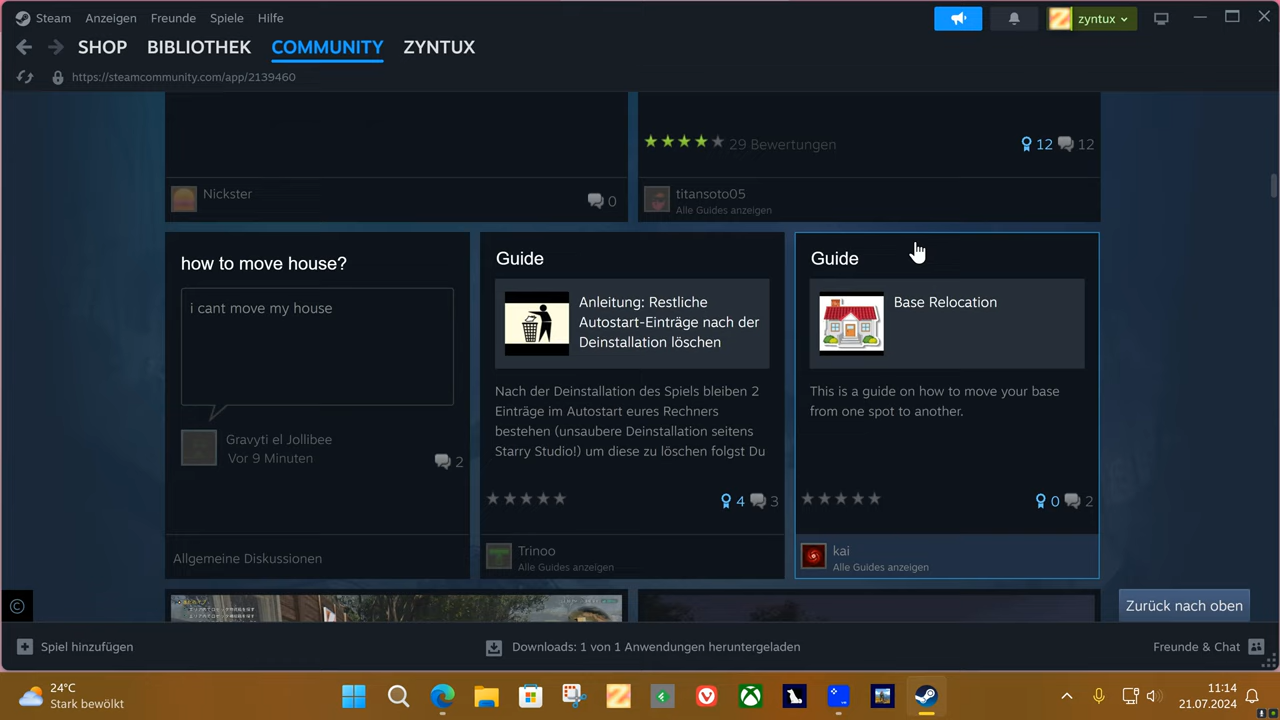 Steam Anzeigen Freunde Spiele Hilfe
zyntux
SHOP BIBLIOTHEK COMMUNITY ZYNTUX
https://steamcommunity.com/app/2139460
29 Bewertungen
12 12
Nickster
0
titansoto05
Alle Guides anzeigen
how to move house?
i cant move my house
Gravyti el Jollibee
Vor 9 Minuten
2
Allgemeine Diskussionen
Guide
Anleitung: Restliche
Autostart-Einträge nach der
Deinstallation löschen
Nach der Deinstallation des Spiels bleiben 2
Einträge im Autostart eures Rechners
bestehen (unsaubere Deinstallation seitens
Starry Studio!) um diese zu löschen folgst Du
4 3
Trinoo
Alle Guides anzeigen
Guide
Base Relocation
This is a guide on how to move your base
from one spot to another.
0 2
kai
Alle Guides anzeigen
Zurück nach oben
Spiel hinzufügen
Downloads: 1 von 1 Anwendungen heruntergeladen
Freunde & Chat
24°C
Stark bewölkt
11:14
21.07.2024